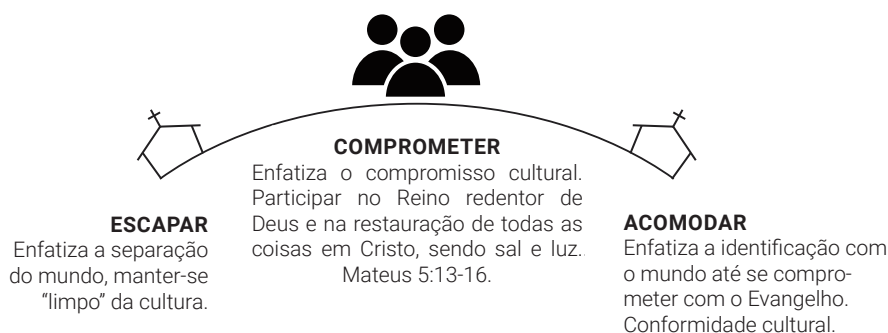 COMPROMETER
Enfatiza o compromisso cultural.
Participar no Reino redentor de
Deus e na restauração de todas as
coisas em Cristo, sendo sal e luz.
Mateus 5:13-16.
ESCAPAR
Enfatiza a separação
do mundo, manter-se
“limpo” da cultura.
ACOMODAR
Enfatiza a identificação com
o mundo até se compro-
meter com o Evangelho.
Conformidade cultural.